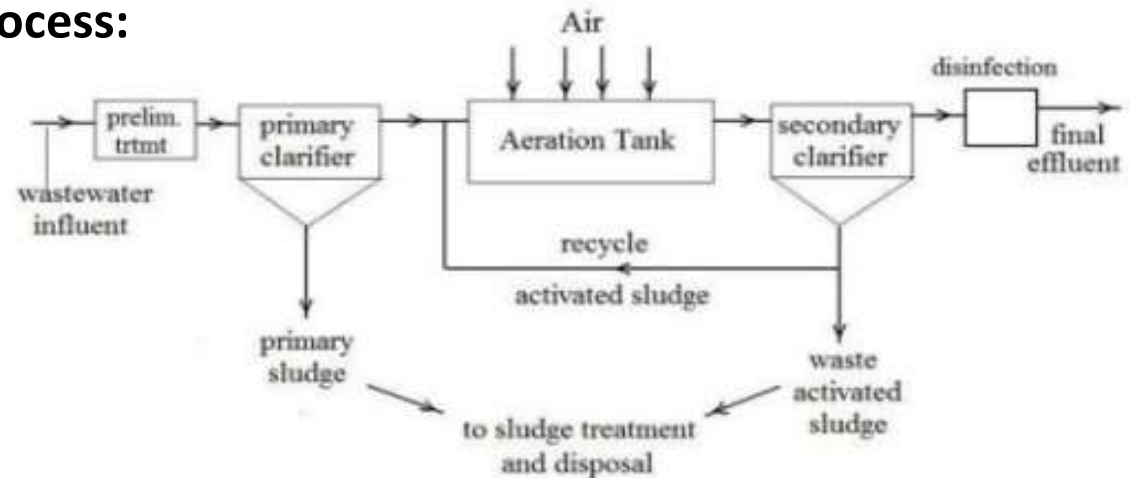 ocess:
Air
disinfection
prelim.
trtmt
primary
clarifier
Aeration Tank
secondary
clarifier
final
effluent
wastewater
influent
recycle
activated sludge
primary
sludge
waste
activated
sludge
to sludge treatment
and disposal